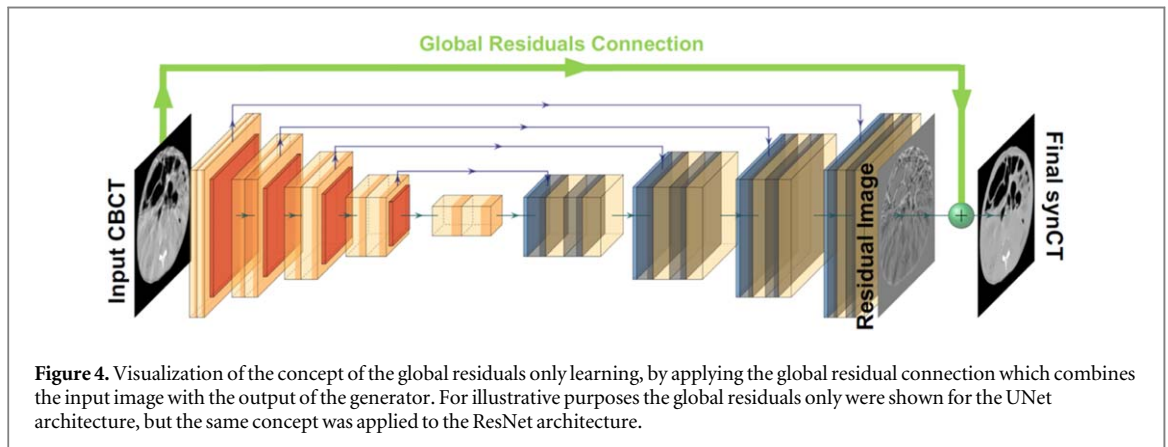 Global Residuals Connection
Input CBCT
Residual Image
+
Final synCT
Figure 4. Visualization of the concept of the global residuals only learning, by applying the global residual connection which combines
the input image with the output of the generator. For illustrative purposes the global residuals only were shown for the UNet
architecture, but the same concept was applied to the ResNet architecture.